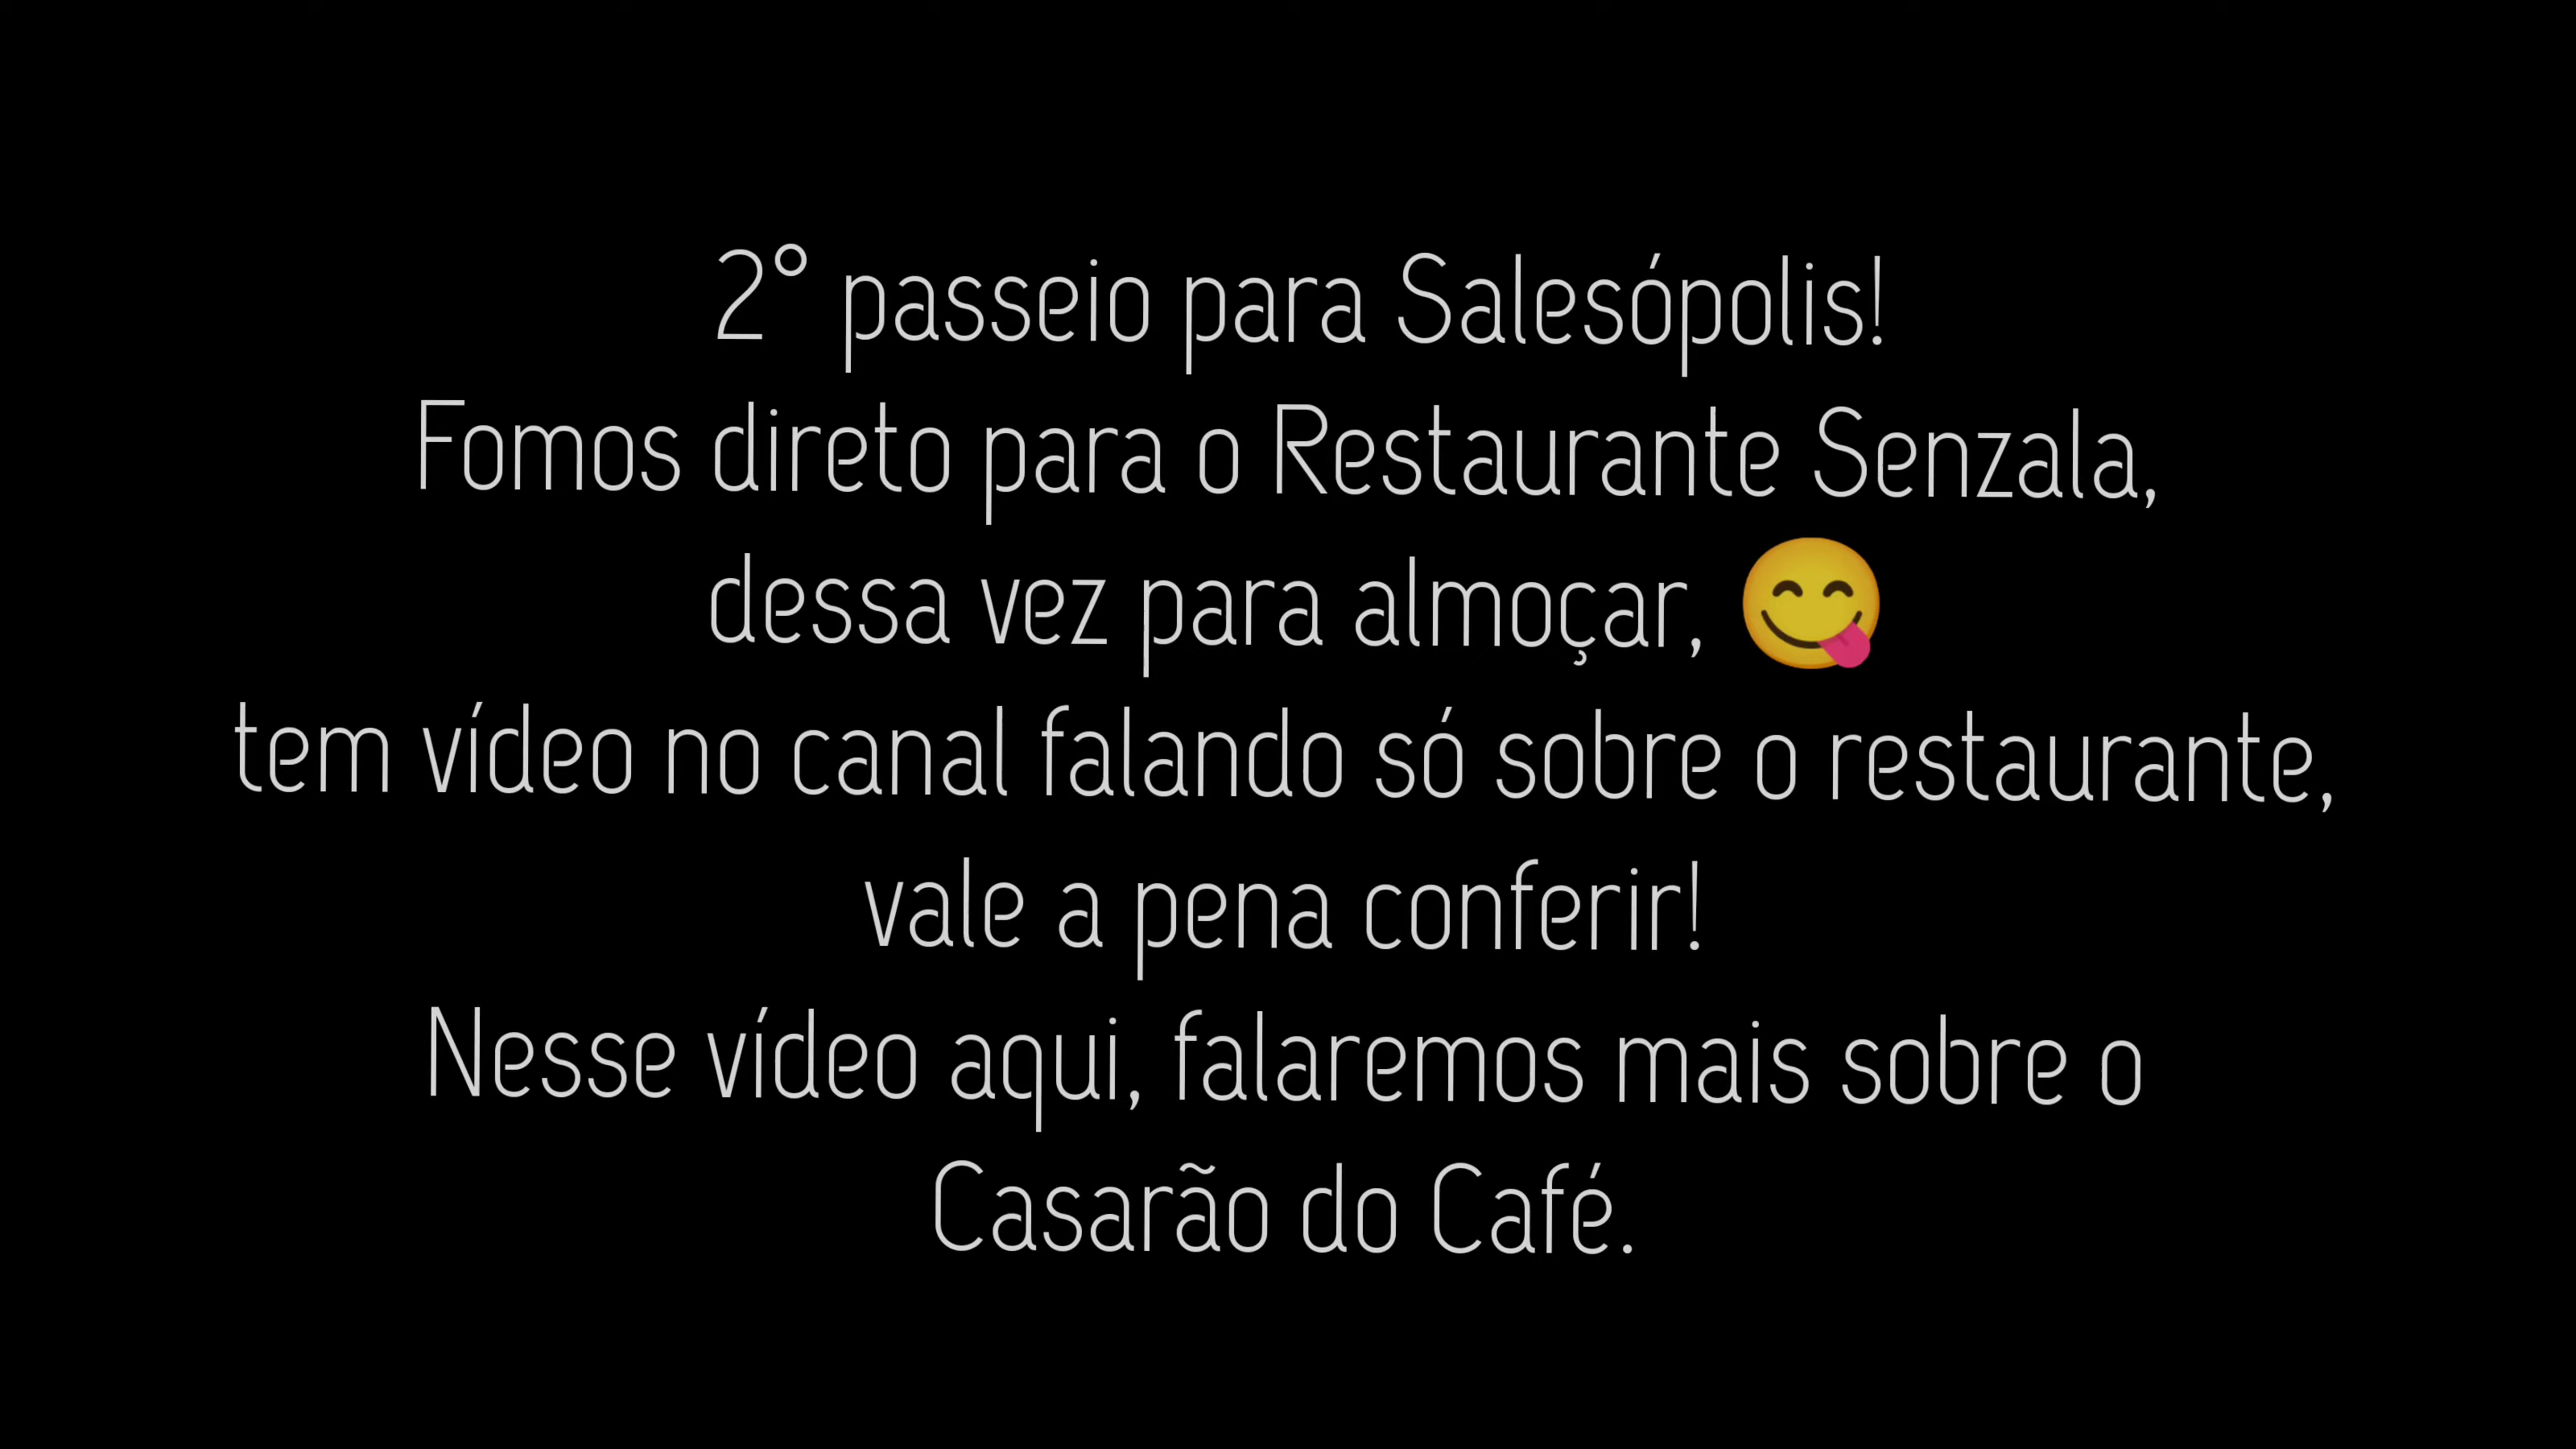 2° passeio para Salesópolis!
Fomos direto para o Restaurante Senzala,
dessa vez para almoçar, 😋
tem vídeo no canal falando só sobre o restaurante,
vale a pena conferir!
Nesse vídeo aqui, falaremos mais sobre o
Casarão do Café.